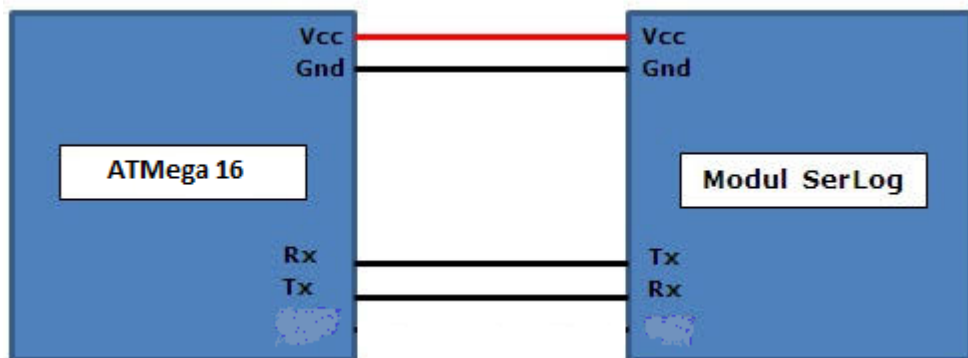 Vcc Vcc
Gnd Gnd
ATMega 16
Modul SerLog
Rx Tx
Tx Rx